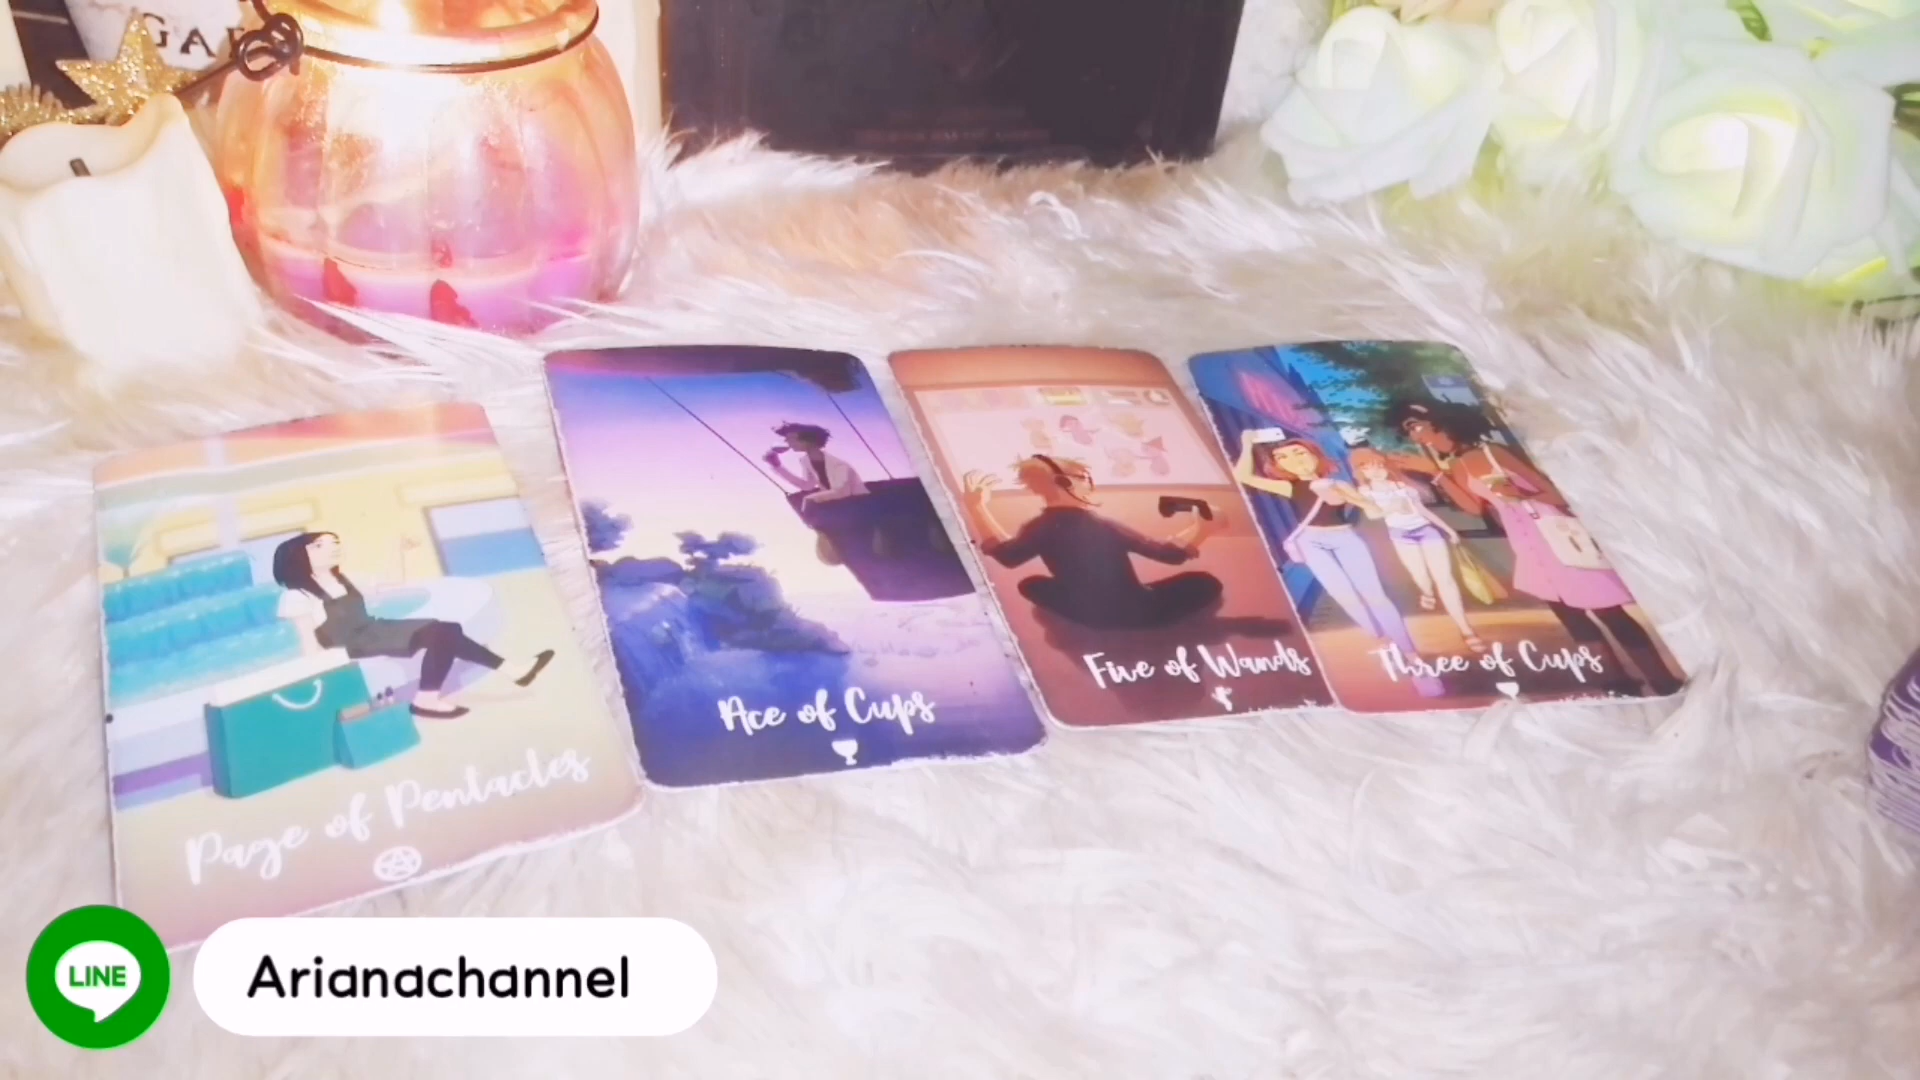 Page of Pentacles
Ace of Cups
Five of Wands
Three of Cups
LINE
Arianachannel